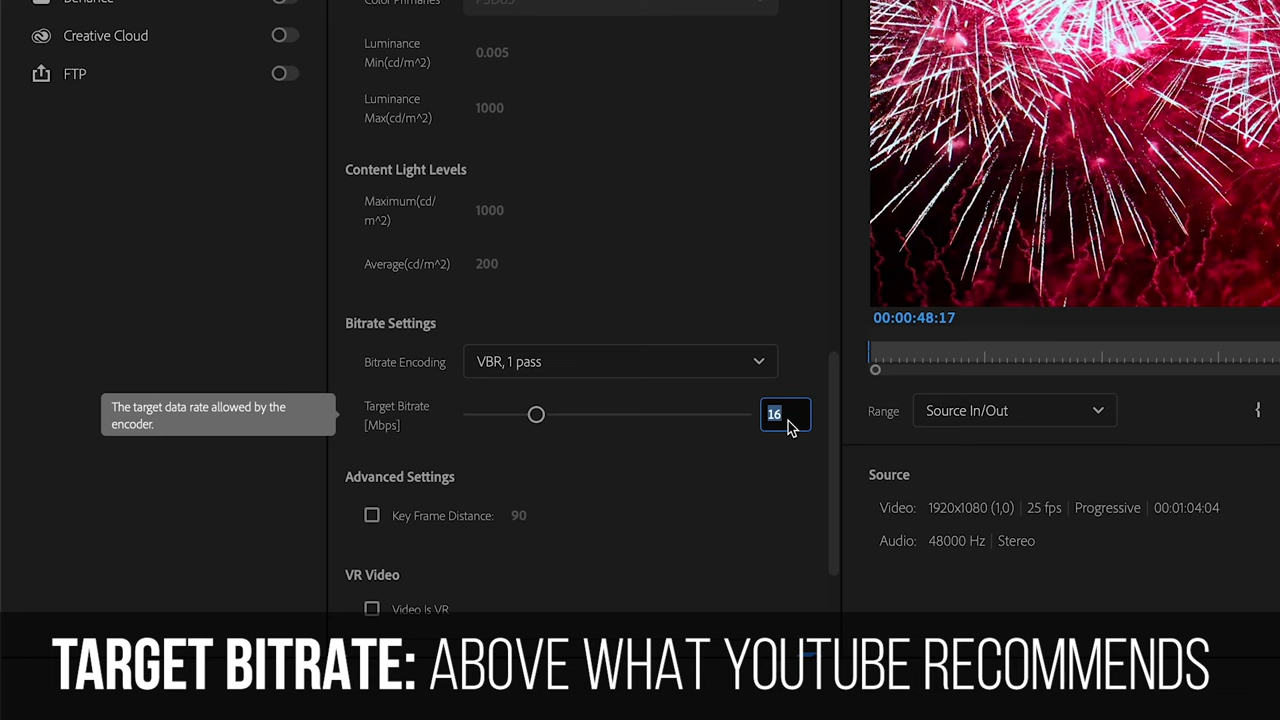 Creative Cloud
FTP
Luminance
Min(cd/m^2)
0.005
Luminance
Max(cd/m^2)
1000
Content Light Levels
Maximum(cd/
m^2)
1000
Average(cd/m^2)
200
Bitrate Settings
Bitrate Encoding
VBR, 1 pass
The target data rate allowed by the
encoder.
Target Bitrate
[Mbps]
16
Advanced Settings
Key Frame Distance:
90
VR Video
Video Is VR
00:00:48:17
Range
Source In/Out
Source
Video: 1920x1080 (1,0) | 25 fps | Progressive | 00:01:04:04
Audio: 48000 Hz | Stereo
TARGET BITRATE: ABOVE WHAT YOUTUBE RECOMMENDS